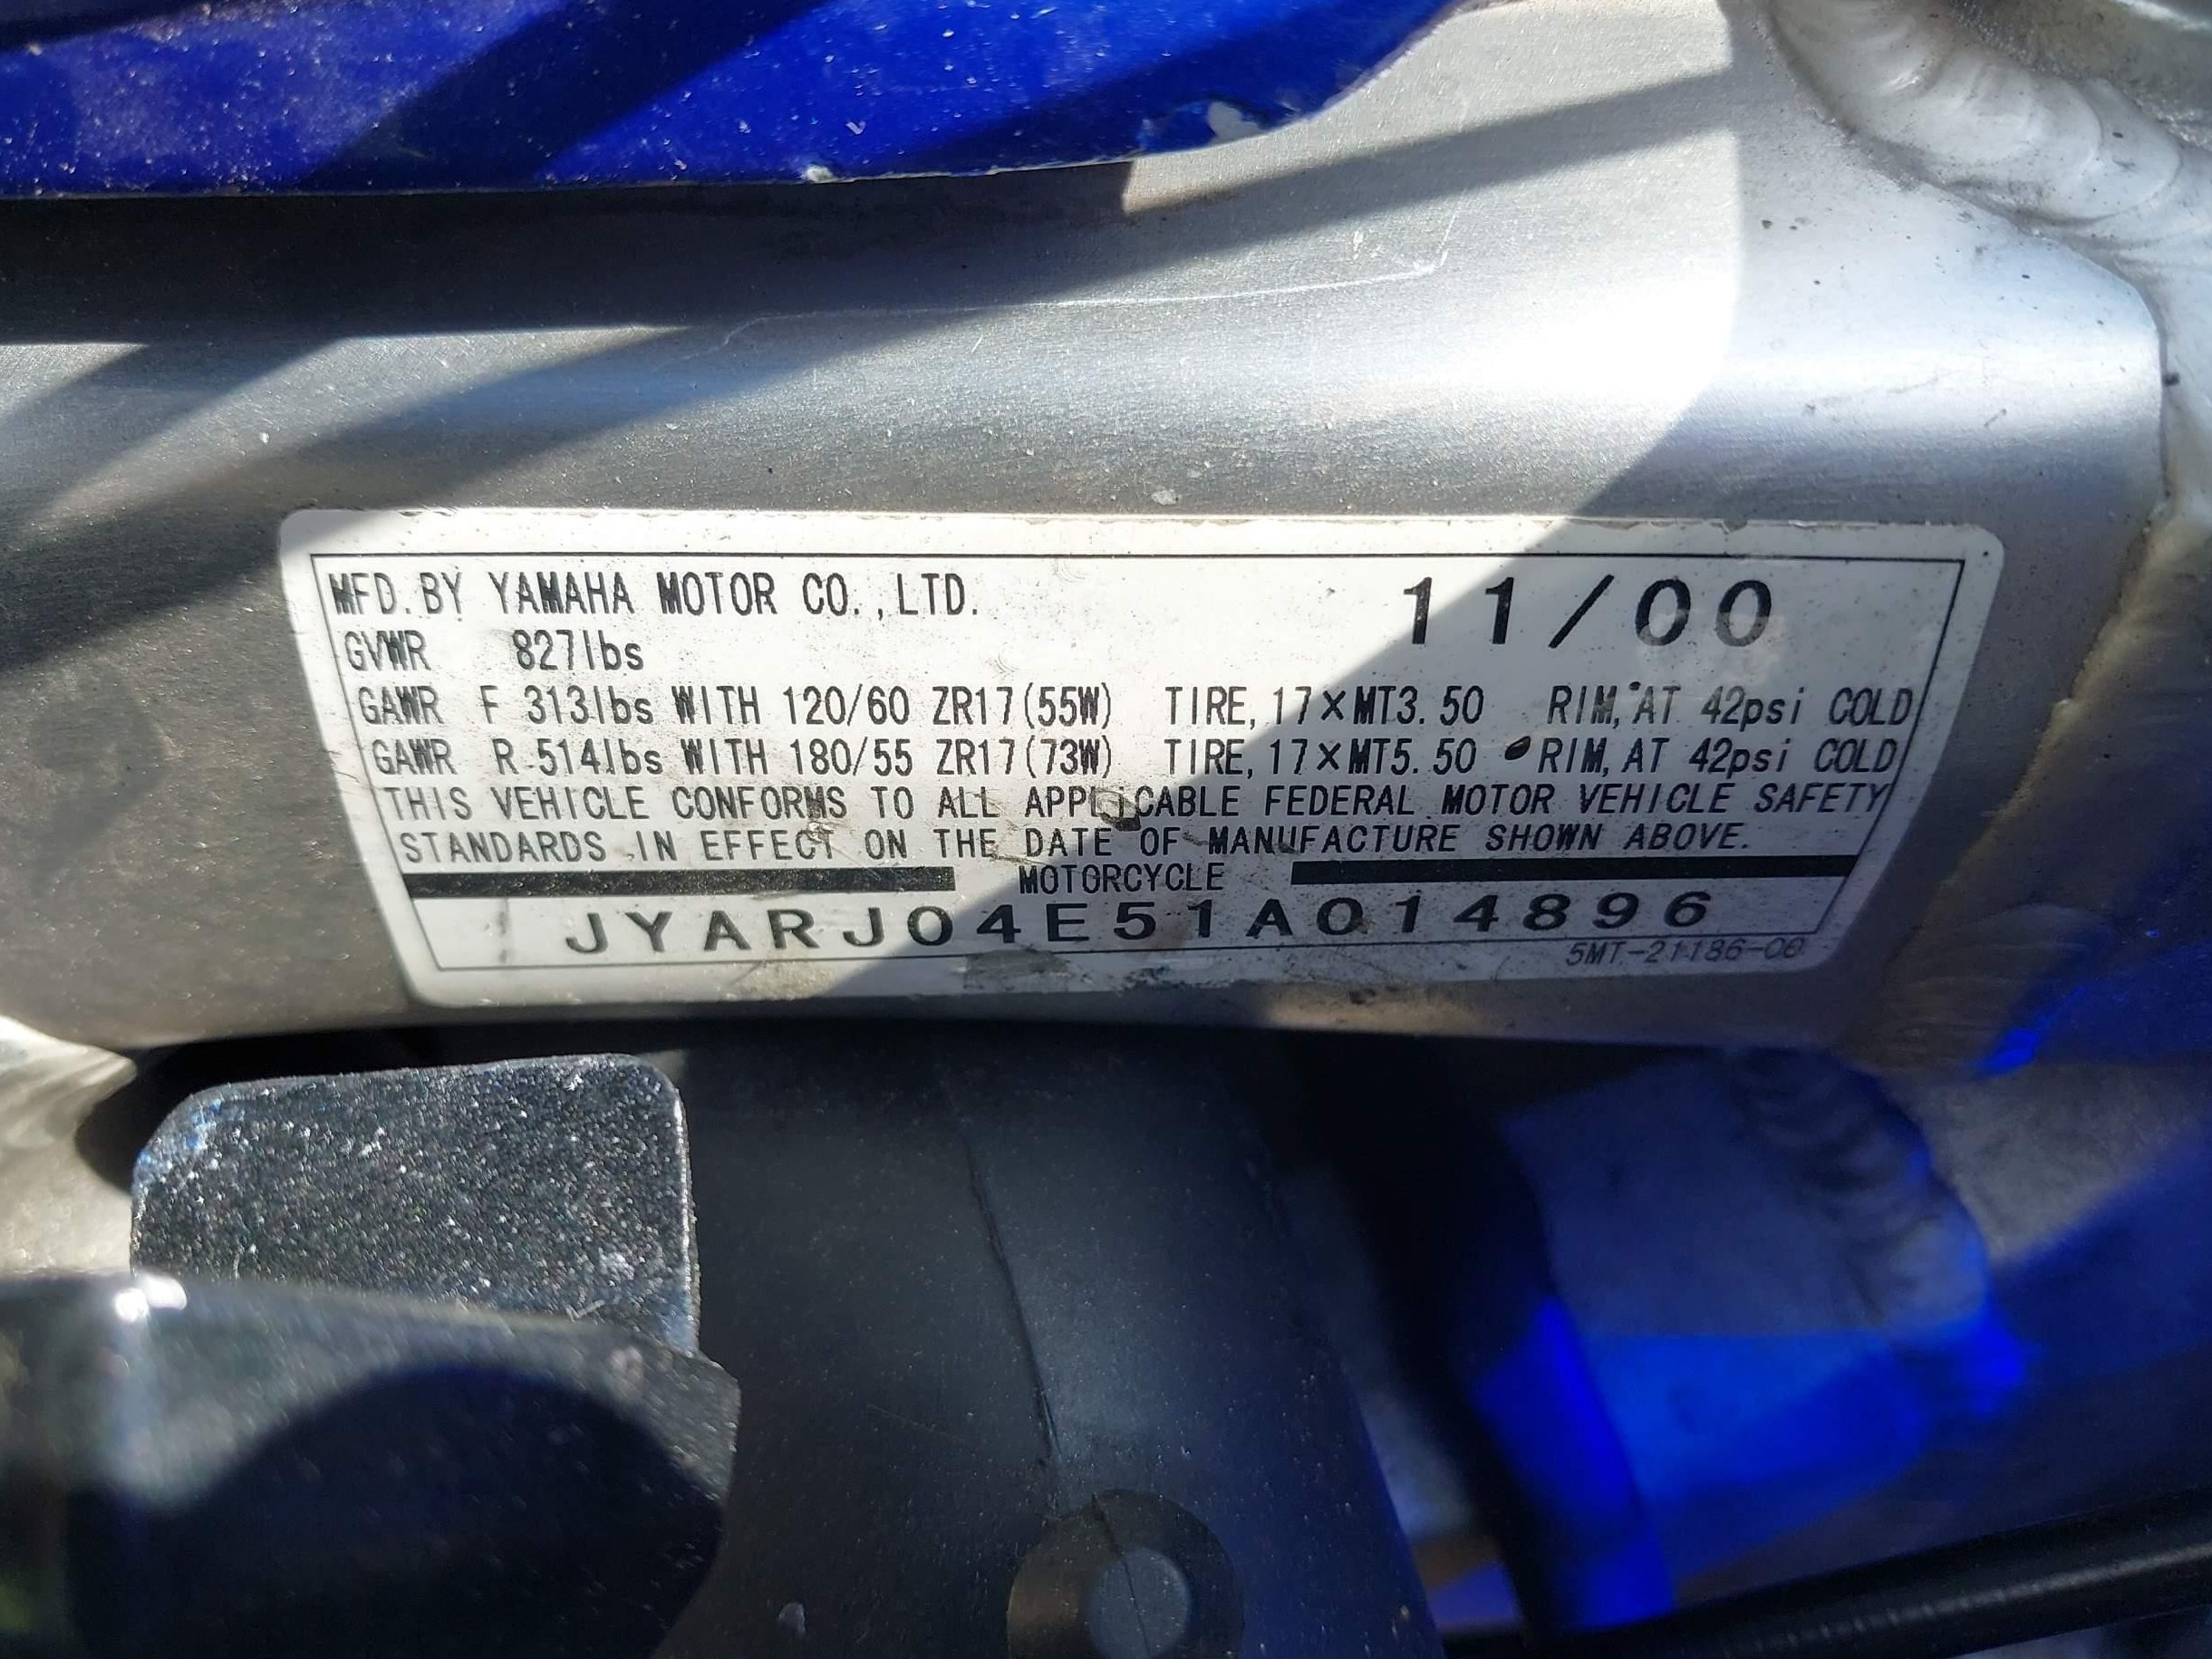 MFD. BY YAMAHA MOTOR CO.,LTD. 11/00
GVWR 827lbs
GAWR F 313lbs WITH 120/60 ZR17(55W) TIRE, 17×MT3.50 RIM, AT 42psi COLD
GAWR R 514lbs WITH 180/55 ZR17(73W) TIRE, 17×MT5.50 RIM, AT 42psi COLD
THIS VEHICLE CONFORMS TO ALL APPLICABLE FEDERAL MOTOR VEHICLE SAFETY
STANDARDS IN EFFECT ON THE DATE OF MANUFACTURE SHOWN ABOVE.
MOTORCYCLE
JYARJ04E51A014896
5MT-21186-00